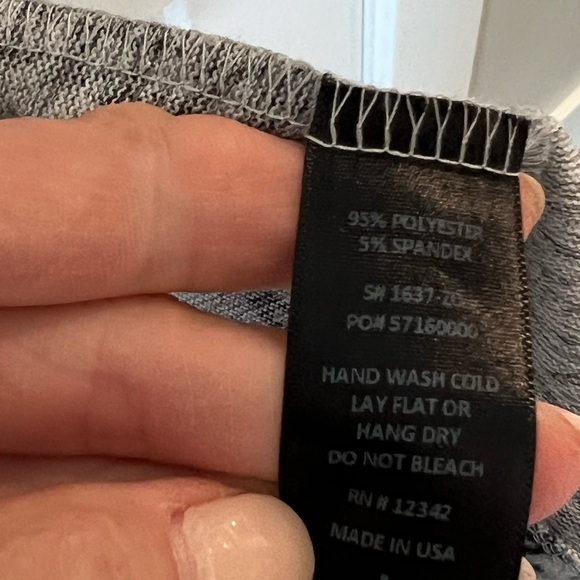 95% POLYESTER
5% SPANDEX
S# 1637-ZO
PO# 57160000
HAND WASH COLD
LAY FLAT OR
HANG DRY
DO NOT BLEACH
RN # 12342
MADE IN USA